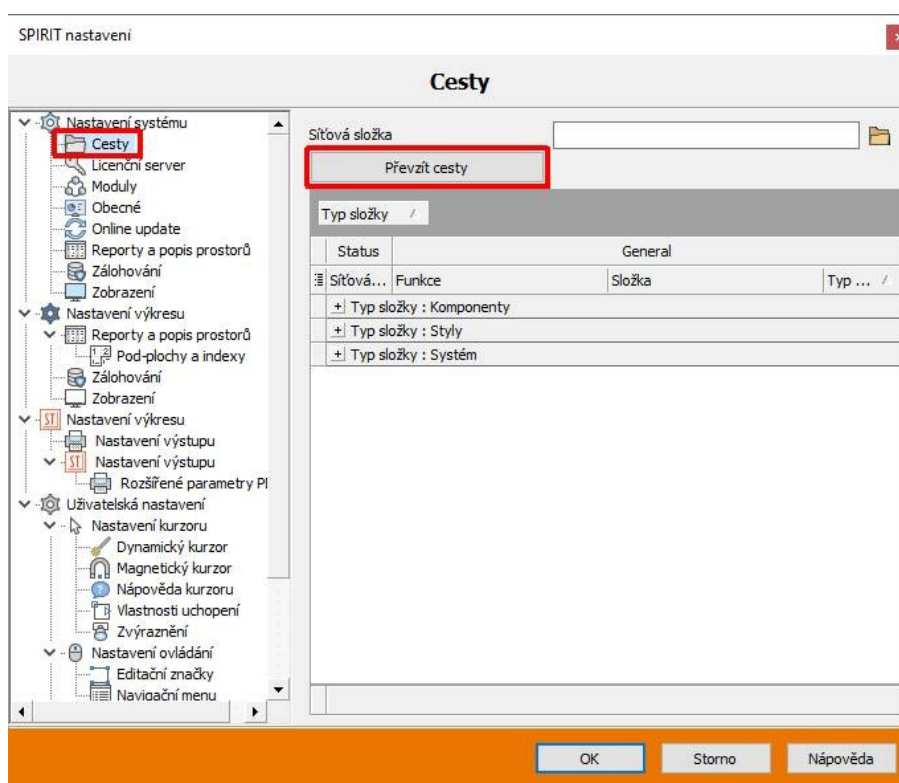 SPIRIT nastavení
Cesty
Nastavení systému
Cesty
Licenční server
Moduly
Obecné
Online update
Reporty a popis prostorů
Zálohování
Zobrazení
Nastavení výkresu
Reporty a popis prostorů
Pod-plochy a indexy
Zálohování
Zobrazení
STI Nastavení výkresu
Nastavení výstupu
STI Nastavení výstupu
Rozšířené parametry Pl
Uživatelská nastavení
Nastavení kurzoru
Dynamický kurzor
Magnetický kurzor
Nápověda kurzoru
Vlastnosti uchopení
Zvýraznění
Nastavení ovládání
Editační značky
Navigační menu
Síťová složka
Převzít cesty
Typ složky
Status General
Síťová... Funkce Složka Typ ...
Typ složky : Komponenty
Typ složky : Styly
Typ složky : Systém
OK Storno Nápověda